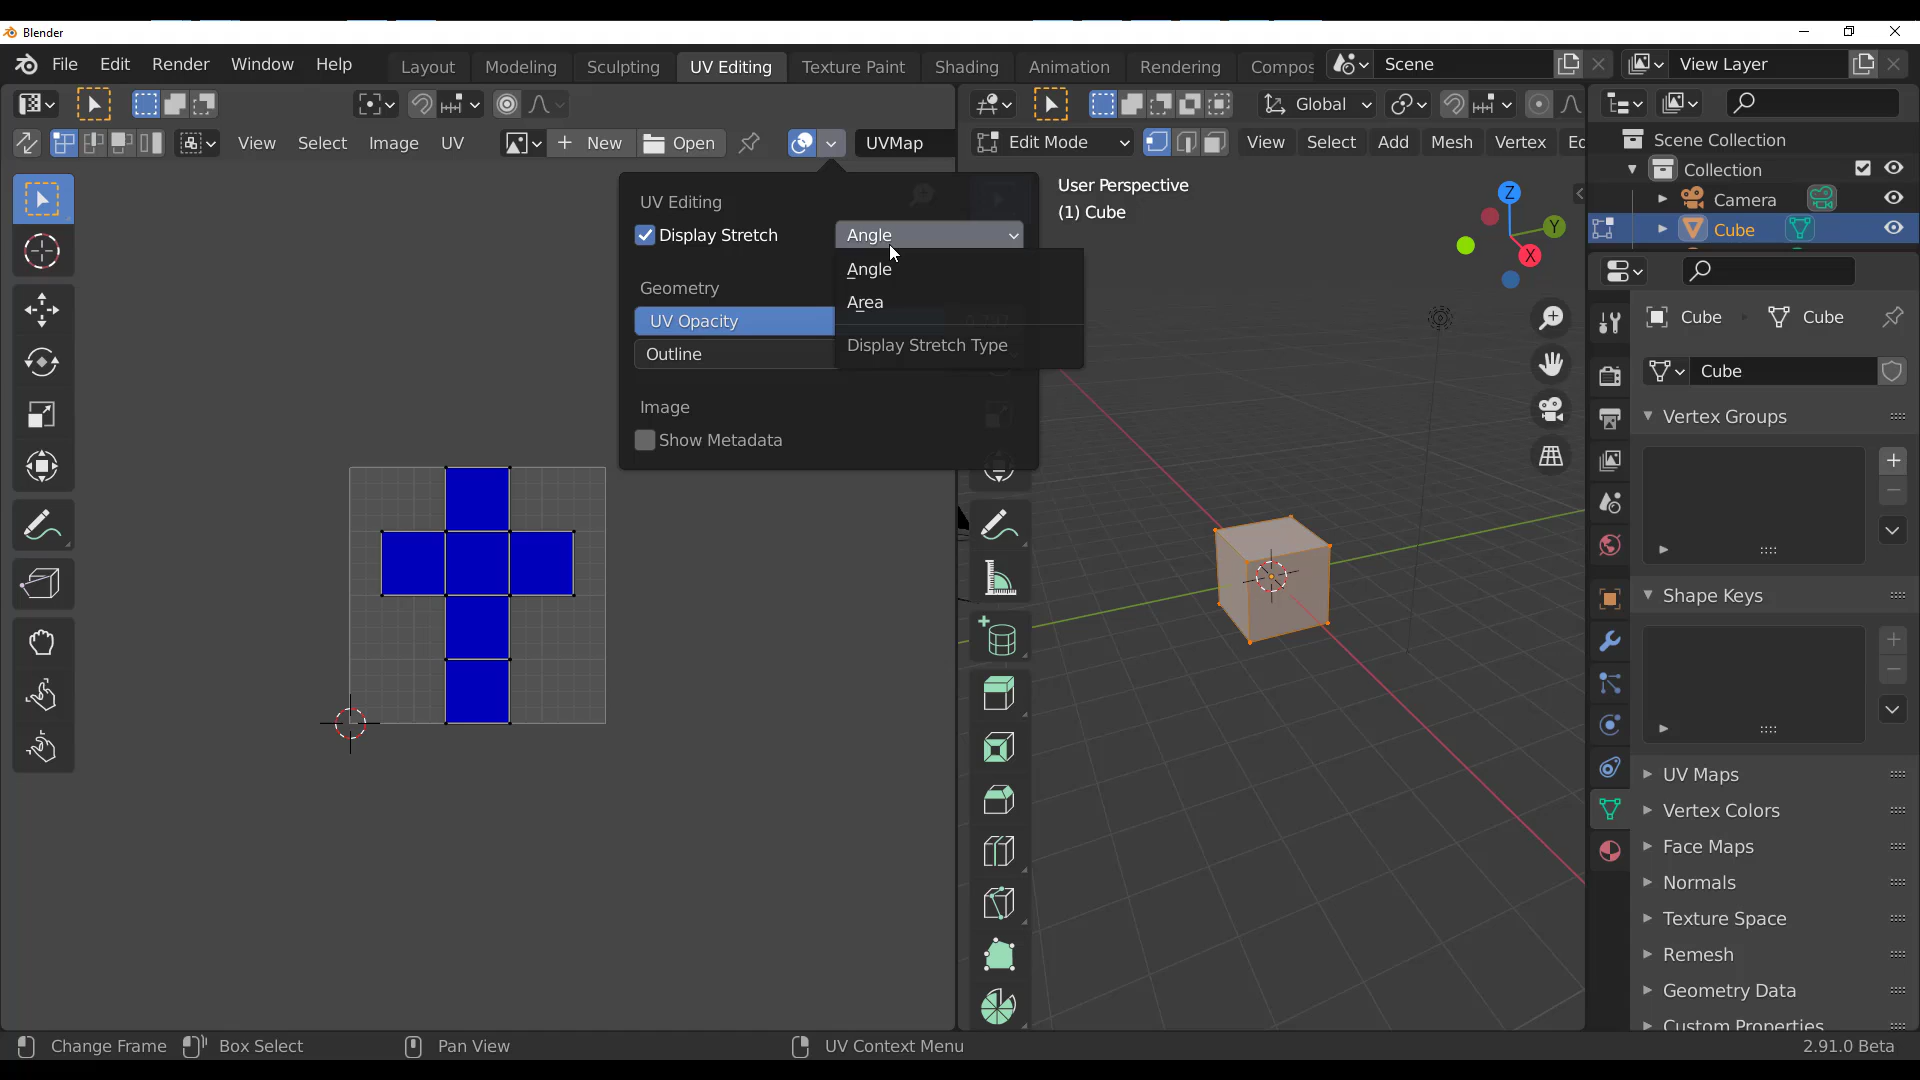 Blender
File Edit Render Window Help Layout Modeling Sculpting UV Editing Texture Paint Shading Animation Rendering Compos Scene View Layer
Global
View Select Image UV New Open UVMap Edit Mode View Select Add Mesh Vertex Ed
Scene Collection
Collection
Camera
Cube
User Perspective
(1) Cube
Z
Y
X
UV Editing
Display Stretch Angle
Angle
Area
Display Stretch Type
Geometry
UV Opacity
Outline
Image
Show Metadata
Cube Cube
Cube
Vertex Groups
Shape Keys
UV Maps
Vertex Colors
Face Maps
Normals
Texture Space
Remesh
Geometry Data
Custom Properties
Change Frame Box Select Pan View UV Context Menu 2.91.0 Beta